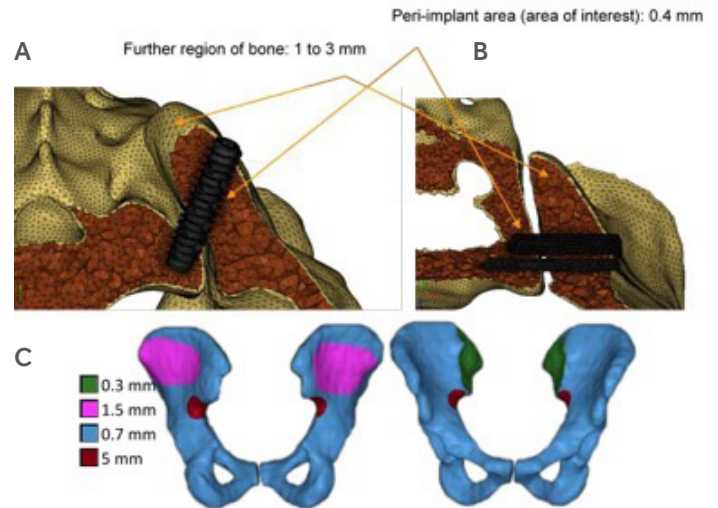 Peri-implant area (area of interest): 0.4 mm
A
Further region of bone: 1 to 3 mm
B
C
0.3 mm
1.5 mm
0.7 mm
5 mm